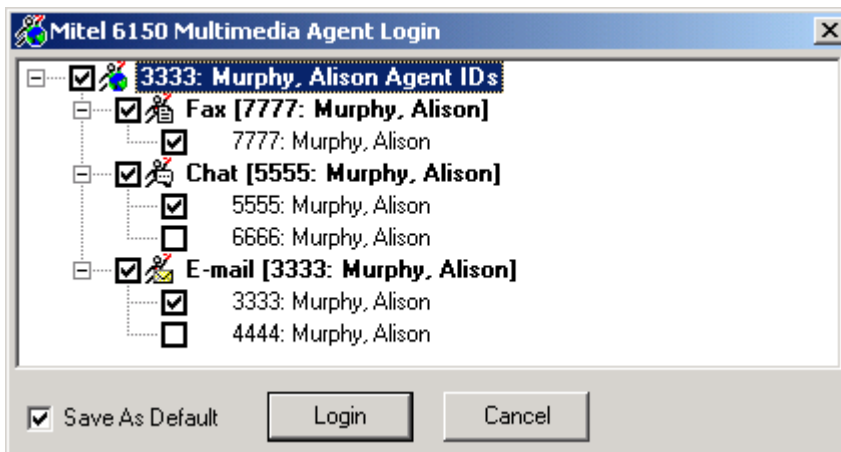 Mitel 6150 Multimedia Agent Login
3333: Murphy, Alison Agent IDs
Fax [7777: Murphy, Alison]
7777: Murphy, Alison
Chat [5555: Murphy, Alison]
5555: Murphy, Alison
6666: Murphy, Alison
E-mail [3333: Murphy, Alison]
3333: Murphy, Alison
4444: Murphy, Alison
Save As Default Login Cancel